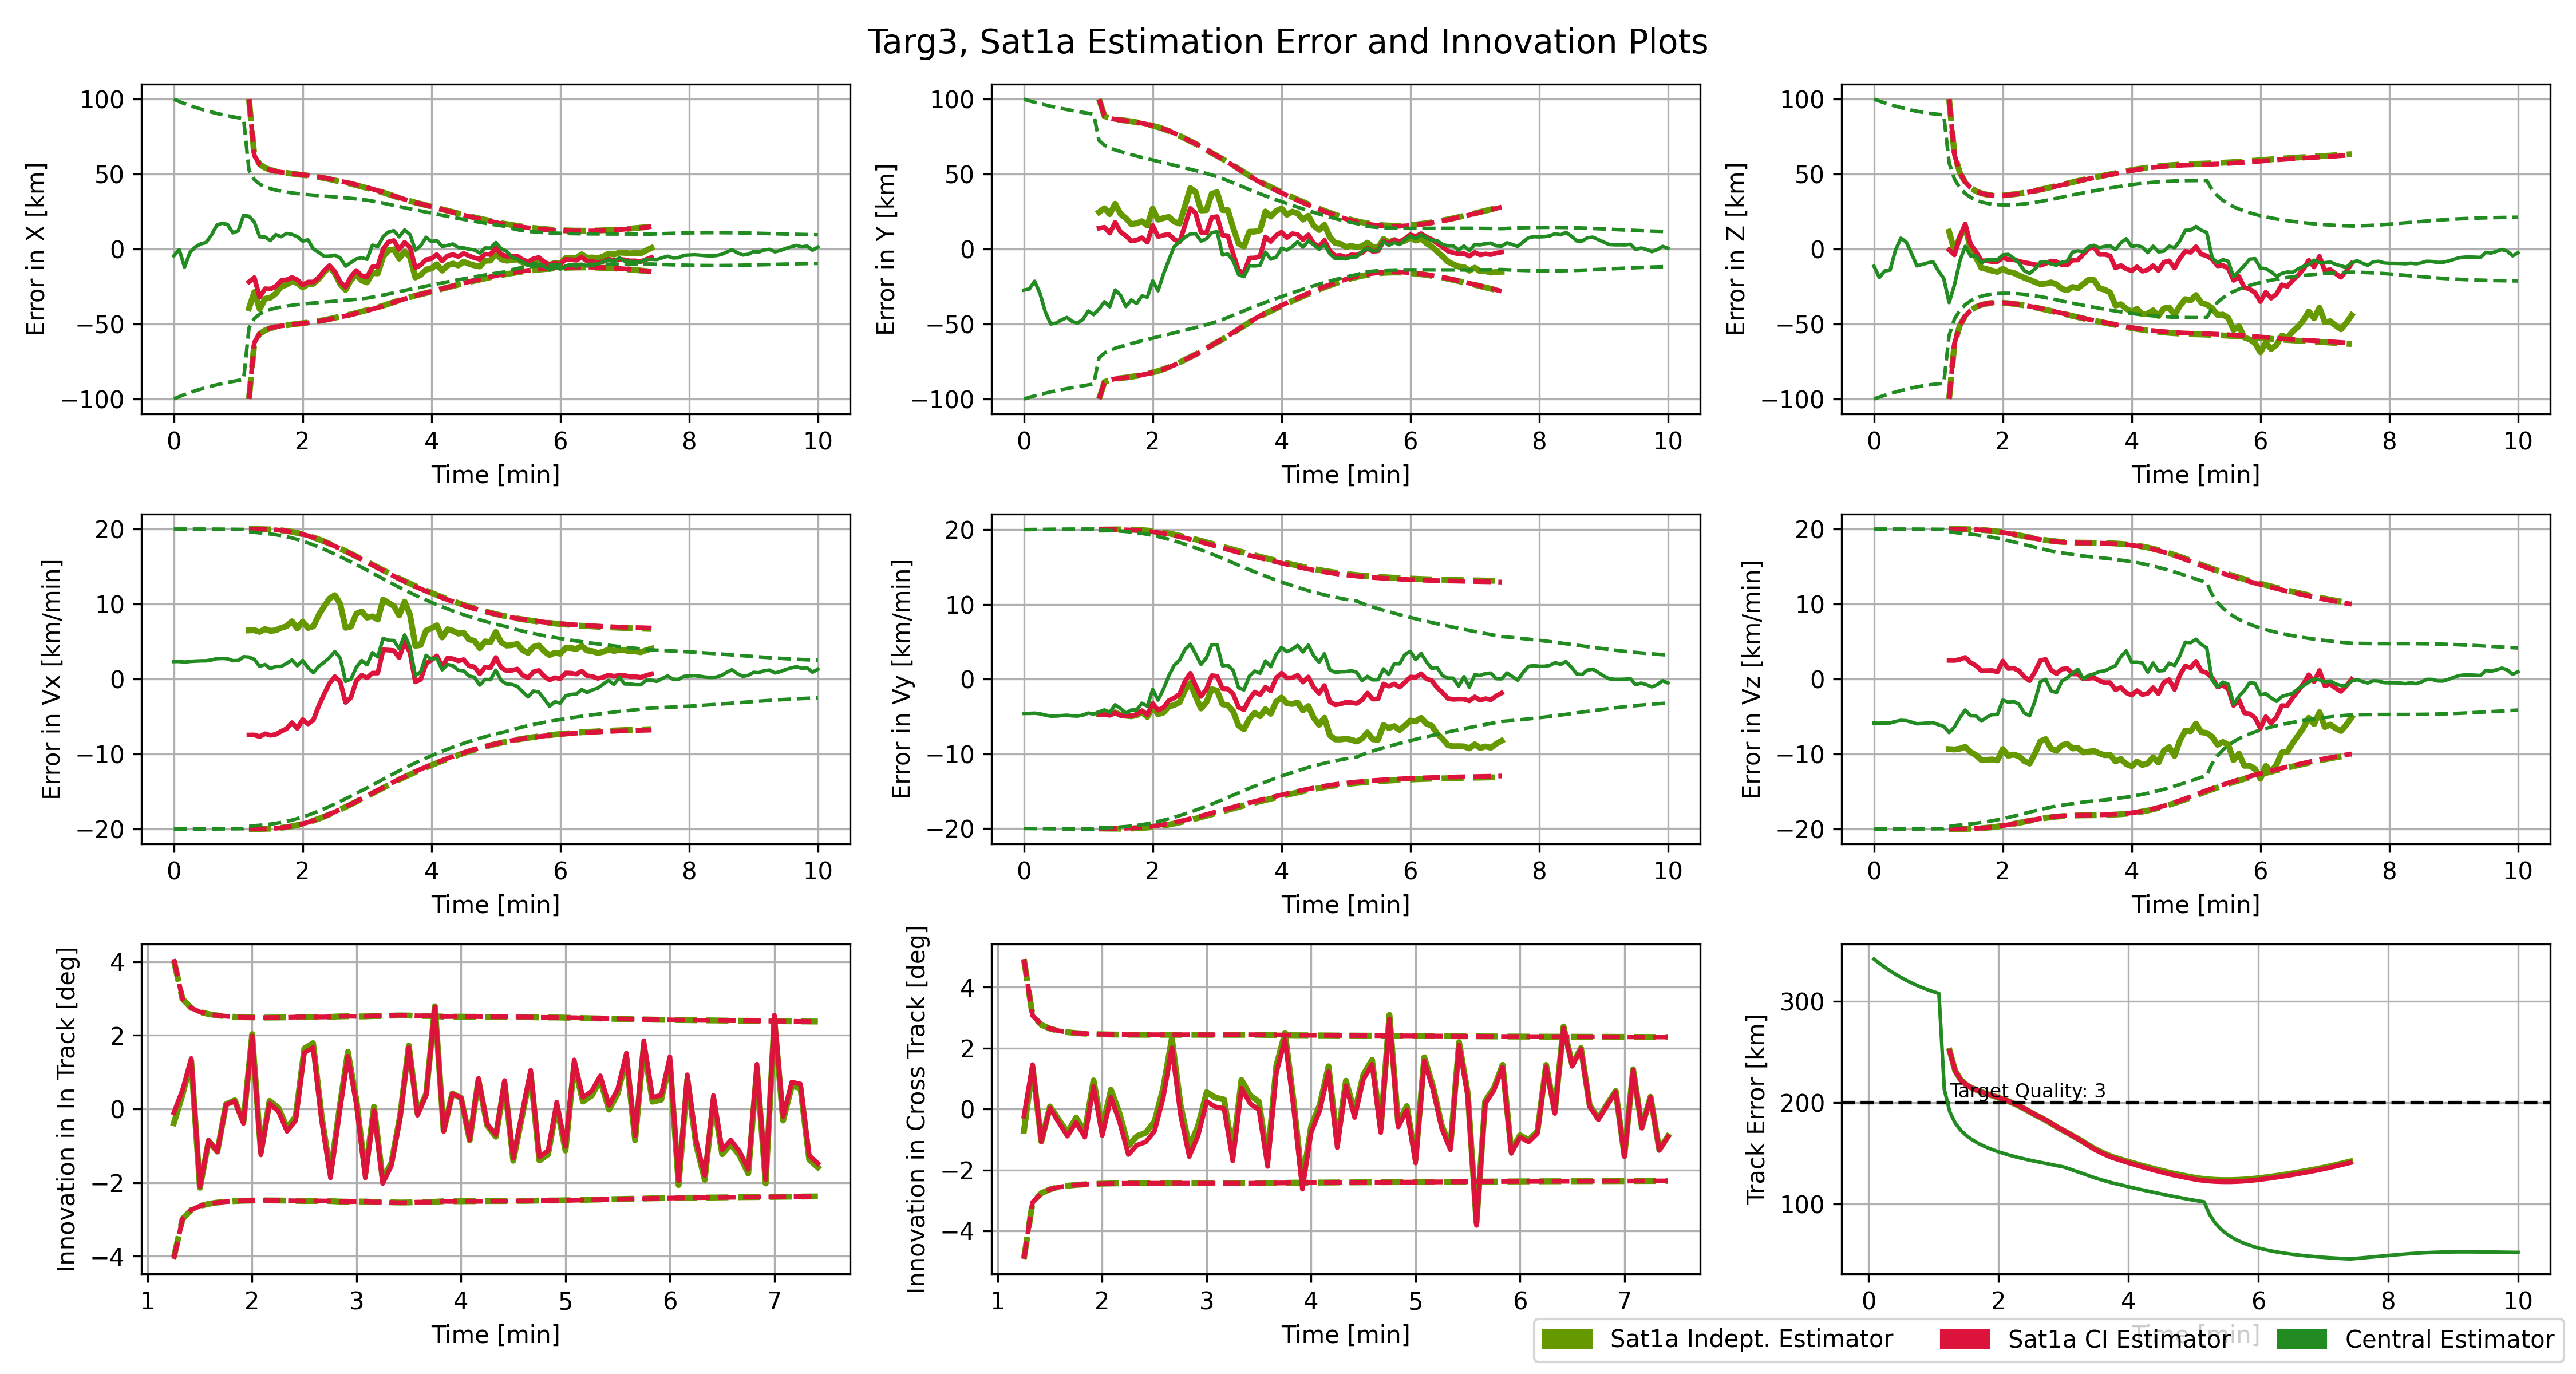 Targ3, Sat1a Estimation Error and Innovation Plots
Error in X [km]
100
50
0
−50
−100
0 2 4 6 8 10
Time [min]
Error in Y [km]
100
50
0
−50
−100
0 2 4 6 8 10
Time [min]
Error in Z [km]
100
50
0
−50
−100
0 2 4 6 8 10
Time [min]
Error in Vx [km/min]
20
10
0
−10
−20
0 2 4 6 8 10
Time [min]
Error in Vy [km/min]
20
10
0
−10
−20
0 2 4 6 8 10
Time [min]
Error in Vz [km/min]
20
10
0
−10
−20
0 2 4 6 8 10
Time [min]
Innovation in In Track [deg]
4
2
0
−2
−4
1 2 3 4 5 6 7
Time [min]
Innovation in Cross Track [deg]
4
2
0
−2
−4
1 2 3 4 5 6 7
Time [min]
Track Error [km]
300
200
100
Target Quality: 3
0 2 4 6 8 10
Time [min]
Sat1a Indept. Estimator
Sat1a CI Estimator
Central Estimator